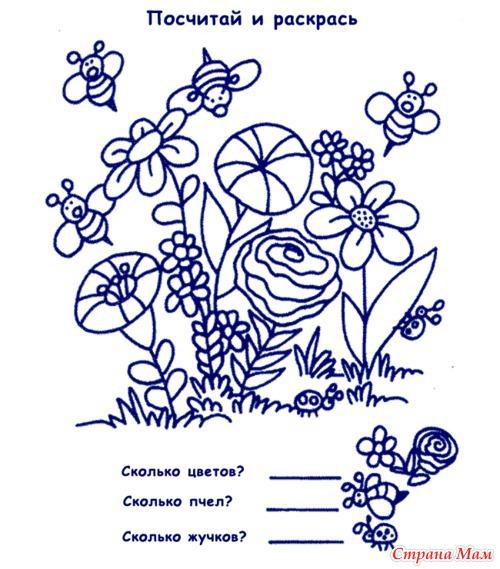 Посчитай и раскрась
Сколько цветов?
Сколько пчел?
Сколько жучков?
Страна Мам